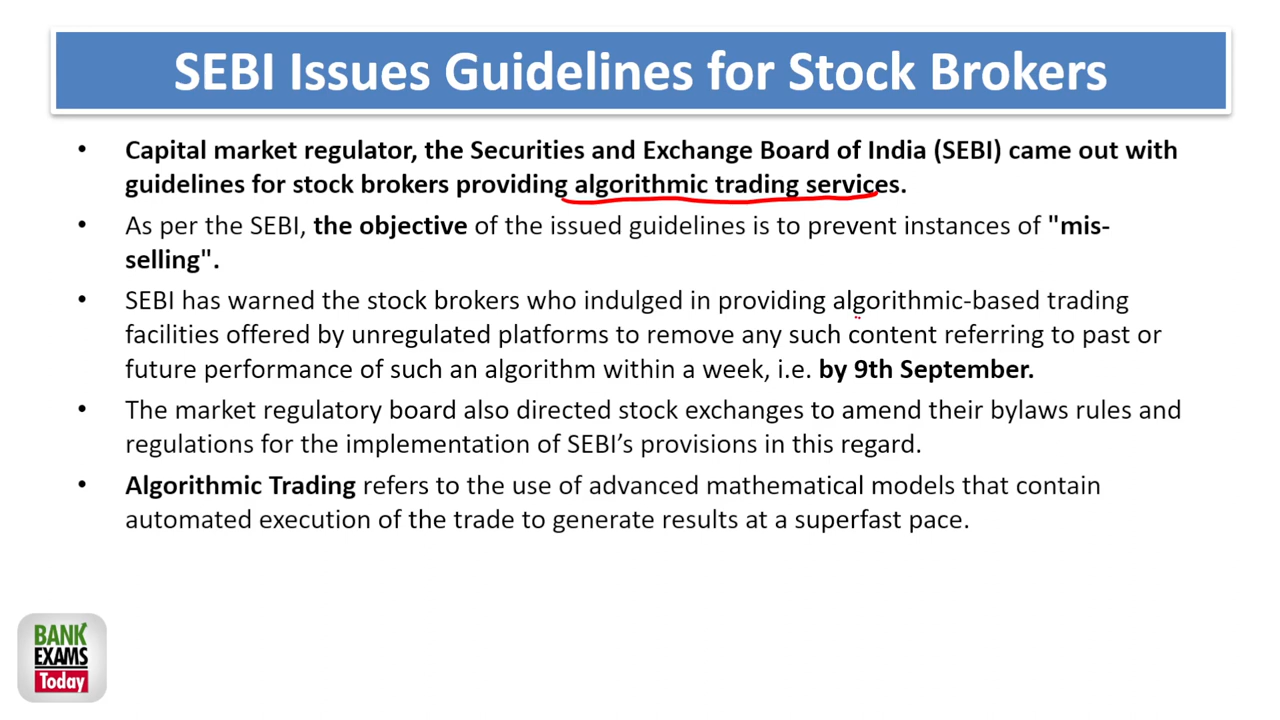 SEBI Issues Guidelines for Stock Brokers
• Capital market regulator, the Securities and Exchange Board of India (SEBI) came out with
guidelines for stock brokers providing algorithmic trading services.
• As per the SEBI, the objective of the issued guidelines is to prevent instances of "mis-
selling".
• SEBI has warned the stock brokers who indulged in providing algorithmic-based trading
facilities offered by unregulated platforms to remove any such content referring to past or
future performance of such an algorithm within a week, i.e. by 9th September.
• The market regulatory board also directed stock exchanges to amend their bylaws rules and
regulations for the implementation of SEBI’s provisions in this regard.
• Algorithmic Trading refers to the use of advanced mathematical models that contain
automated execution of the trade to generate results at a superfast pace.
BANK
EXAMS
Today